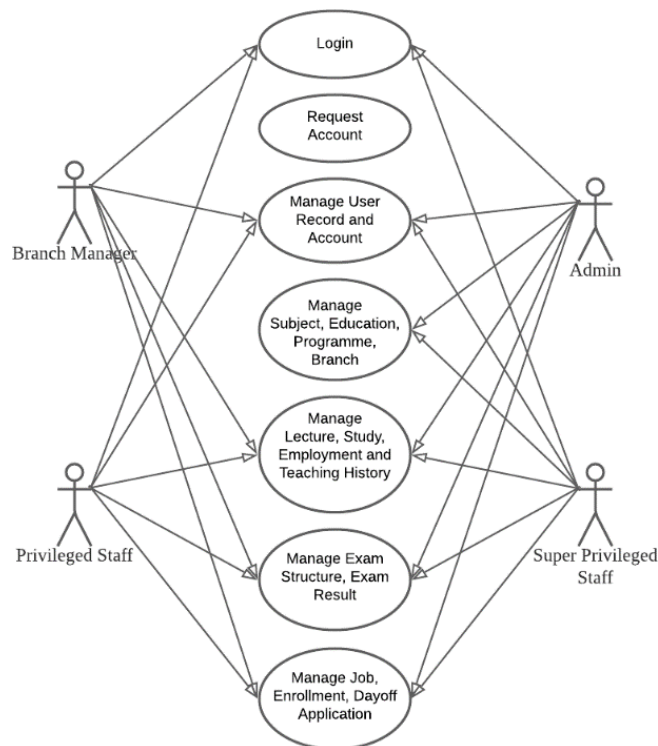 Login
Request
Account
Manage User
Record and
Account
Branch Manager
Admin
Manage
Subject, Education,
Programme,
Branch
Manage
Lecture, Study,
Employment and
Teaching History
Privileged Staff
Super Privileged
Staff
Manage Exam
Structure, Exam
Result
Manage Job,
Enrollment, Dayoff
Application